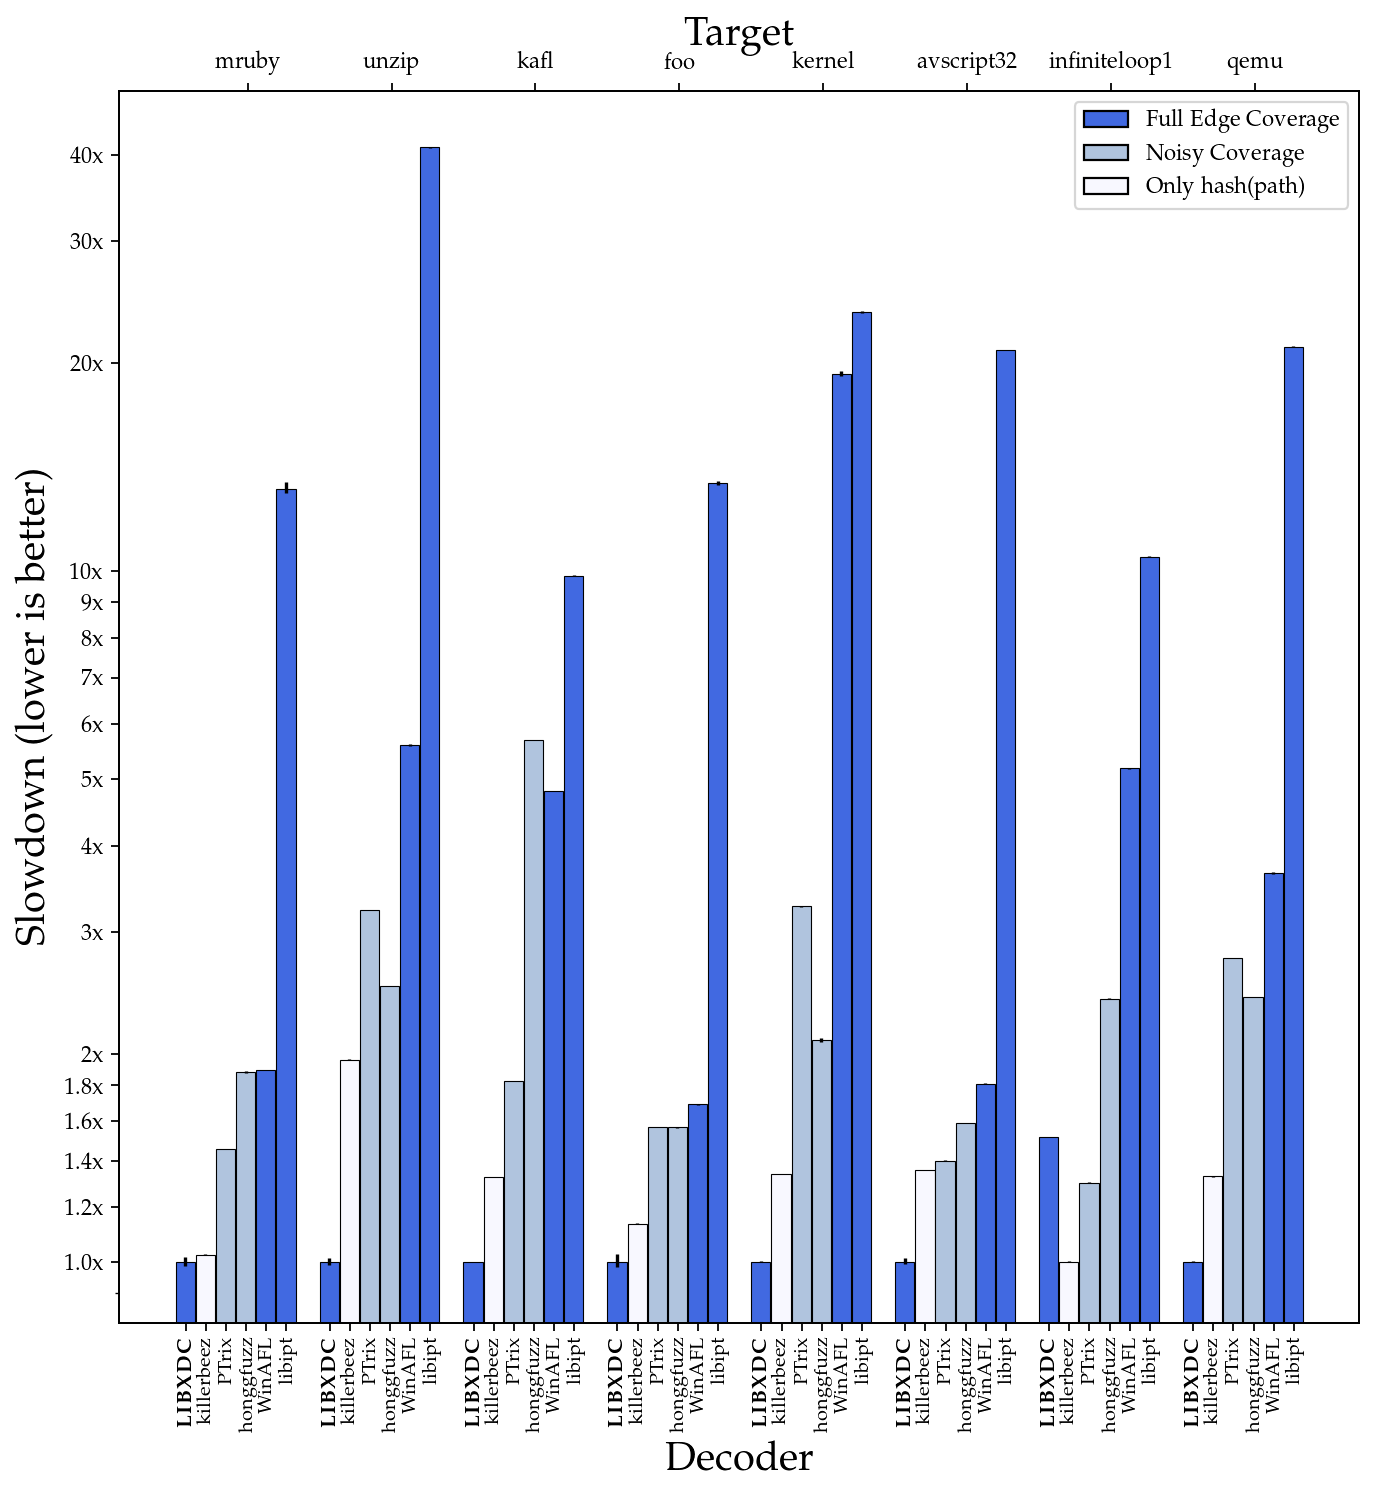 Target
mruby unzip kafl foo kernel avscript32 infiniteloop1 qemu
Full Edge Coverage
Noisy Coverage
Only hash(path)
40x
30x
20x
10x
9x
8x
7x
6x
5x
4x
3x
2x
1.8x
1.6x
1.4x
1.2x
1.0x
Slowdown (lower is better)
LIBXDC killerbeez PTrix honggfuzz WinAFL libipt LIBXDC killerbeez PTrix honggfuzz WinAFL libipt LIBXDC killerbeez PTrix honggfuzz WinAFL libipt LIBXDC killerbeez PTrix honggfuzz WinAFL libipt LIBXDC killerbeez PTrix honggfuzz WinAFL libipt LIBXDC killerbeez PTrix honggfuzz WinAFL libipt LIBXDC killerbeez PTrix honggfuzz WinAFL libipt LIBXDC killerbeez PTrix honggfuzz WinAFL libipt
Decoder